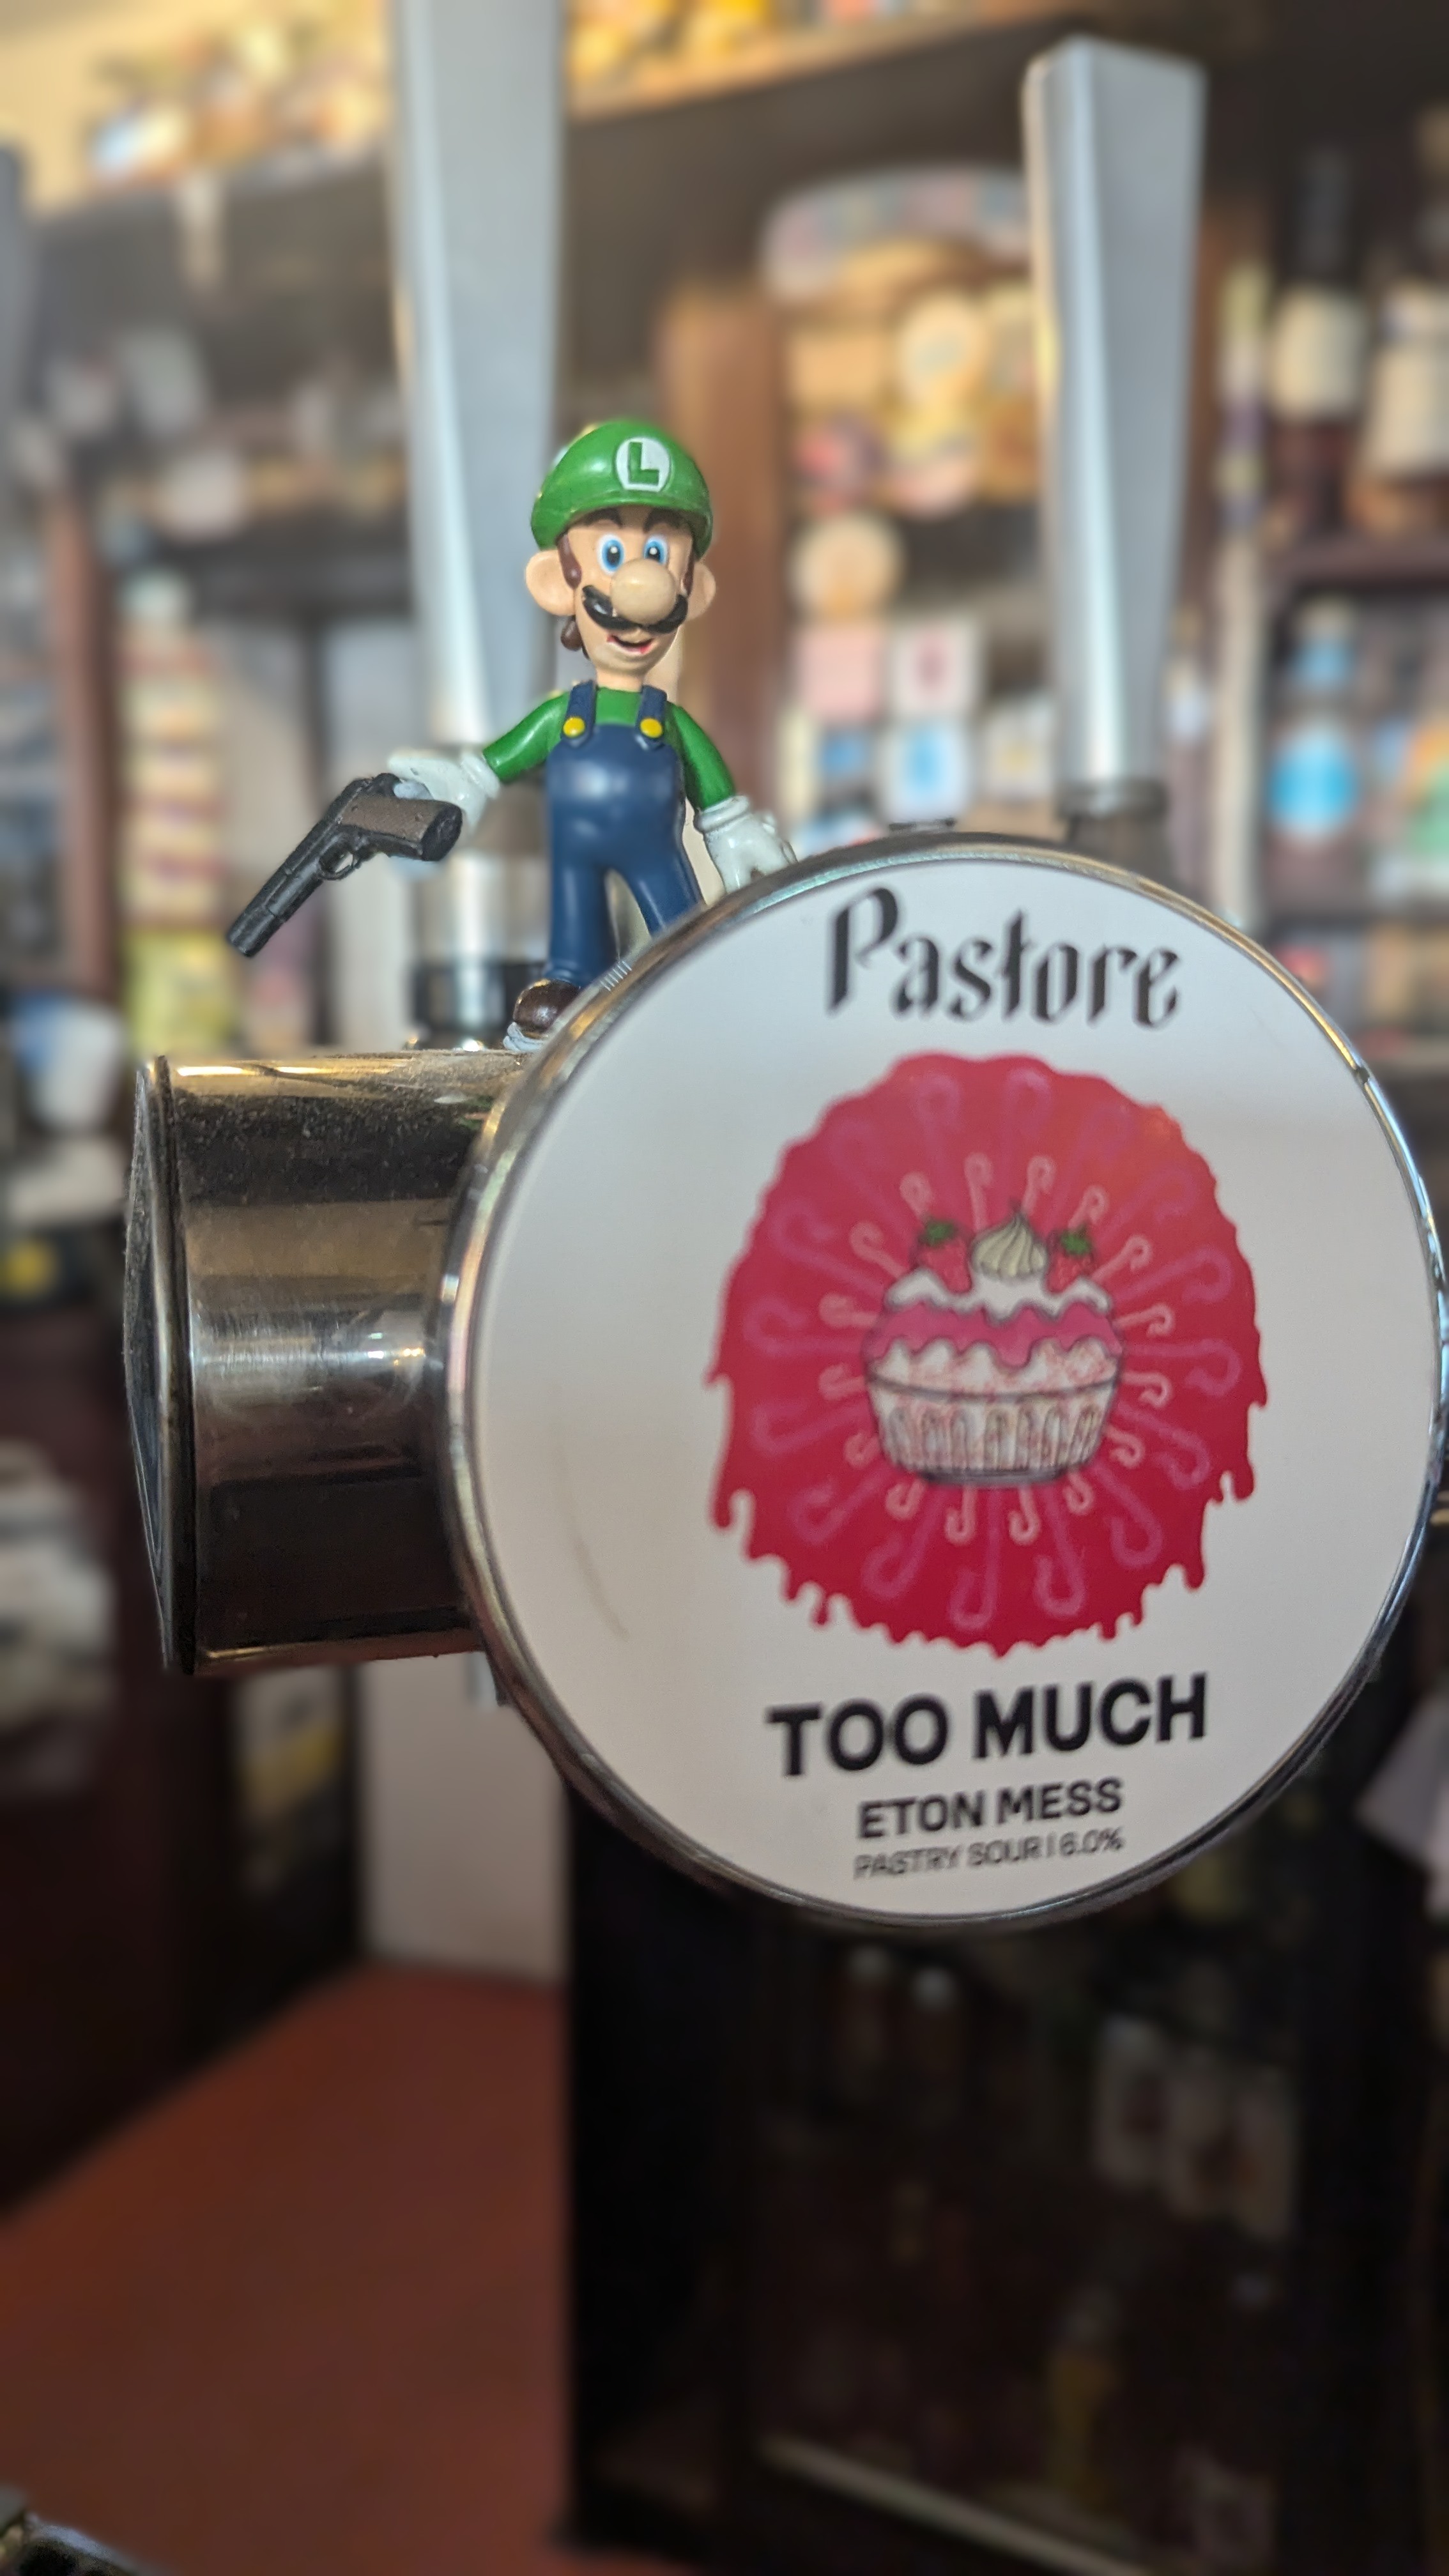 L
Pastore
TOO MUCH
ETON MESS
PASTRY SOUR | 6.0%